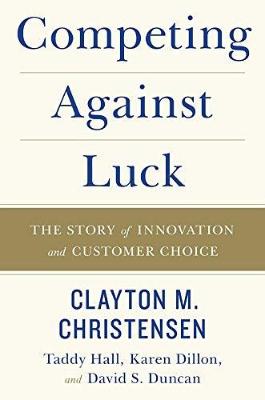 Competing
Against
Luck
THE STORY of INNOVATION
and CUSTOMER CHOICE
CLAYTON M.
CHRISTENSEN
Taddy Hall, Karen Dillon,
and David S. Duncan